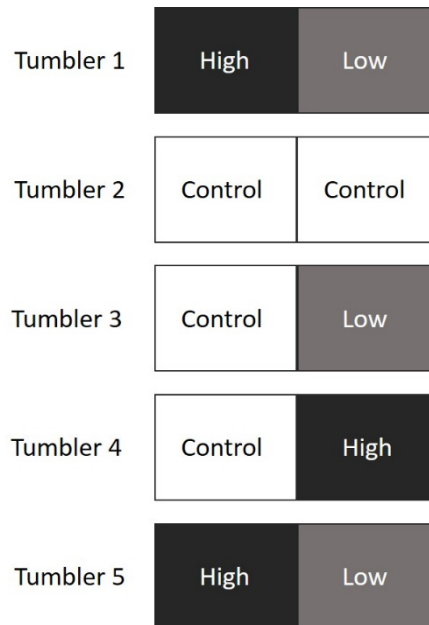 Tumbler 1 High Low
Tumbler 2 Control Control
Tumbler 3 Control Low
Tumbler 4 Control High
Tumbler 5 High Low